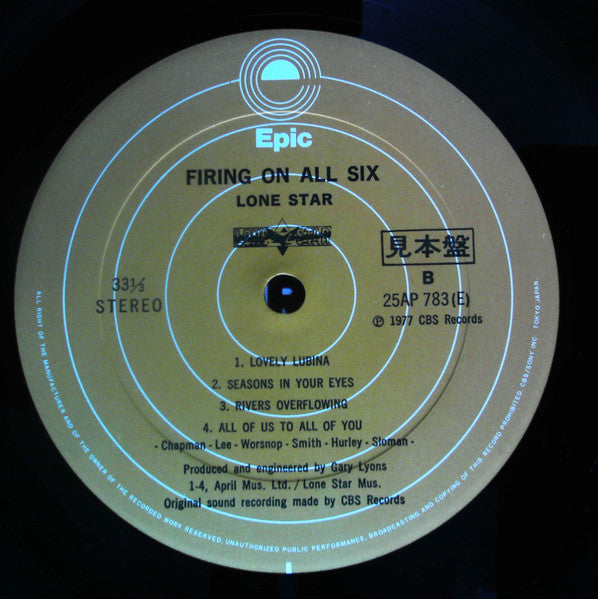 Epic
FIRING ON ALL SIX
LONE STAR
LONE STAR
見本盤
33⅓
STEREO
B
25AP 783(E)
℗ 1977 CBS Records
1. LOVELY LUBINA
2. SEASONS IN YOUR EYES
3. RIVERS OVERFLOWING
4. ALL OF US TO ALL OF YOU
- Chapman - Lee - Worsnop - Smith - Hurley - Sloman -
Produced and engineered by Gary Lyons
1-4, April Mus. Ltd. / Lone Star Mus.
Original sound recording made by CBS Records
ALL RIGHT OF THE MANUFACTURER AND OF THE OWNER OF THE RECORDED WORK RESERVED. UNAUTHORIZED PUBLIC PERFORMANCE, BROADCASTING AND COPYING OF THIS RECORD PROHIBITED. CBS/SONY INC. TOKYO JAPAN.